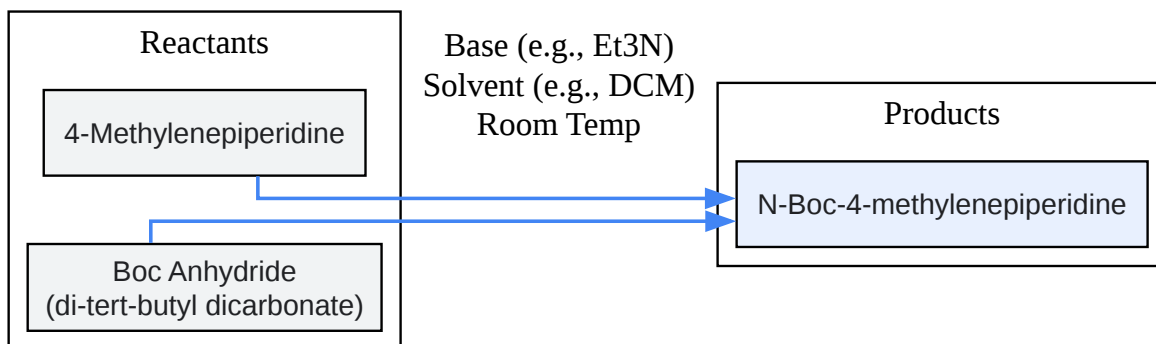 Reactants
4-Methylenepiperidine
Boc Anhydride
(di-tert-butyl dicarbonate)
Base (e.g., Et3N)
Solvent (e.g., DCM)
Room Temp
Products
N-Boc-4-methylenepiperidine